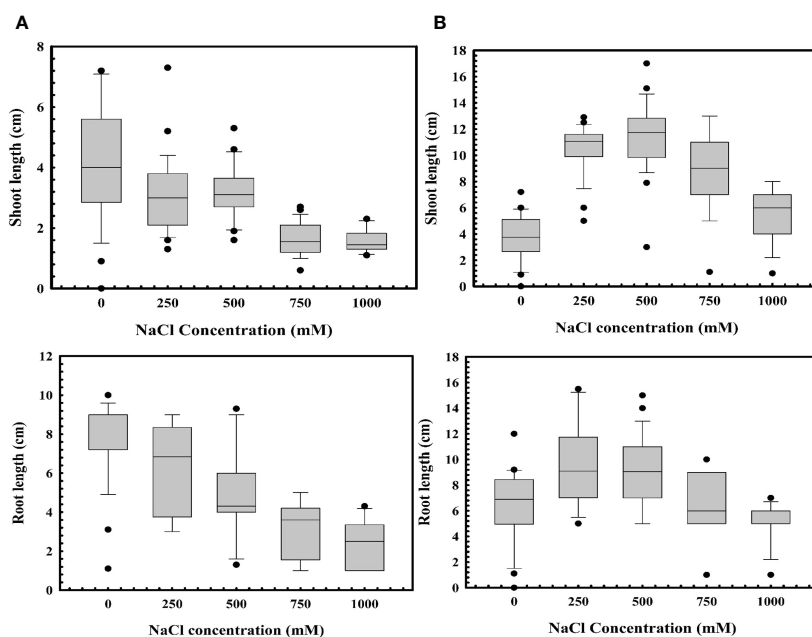 A
B
Shoot length (cm)
8
6
4
2
0
0 250 500 750 1000
NaCl Concentration (mM)
Shoot length (cm)
18
16
14
12
10
8
6
4
2
0
0 250 500 750 1000
NaCl concentration (mM)
Root length (cm)
12
10
8
6
4
2
0
0 250 500 750 1000
NaCl concentration (mM)
Root length (cm)
18
16
14
12
10
8
6
4
2
0
0 250 500 750 1000
NaCl Concentration (mM)